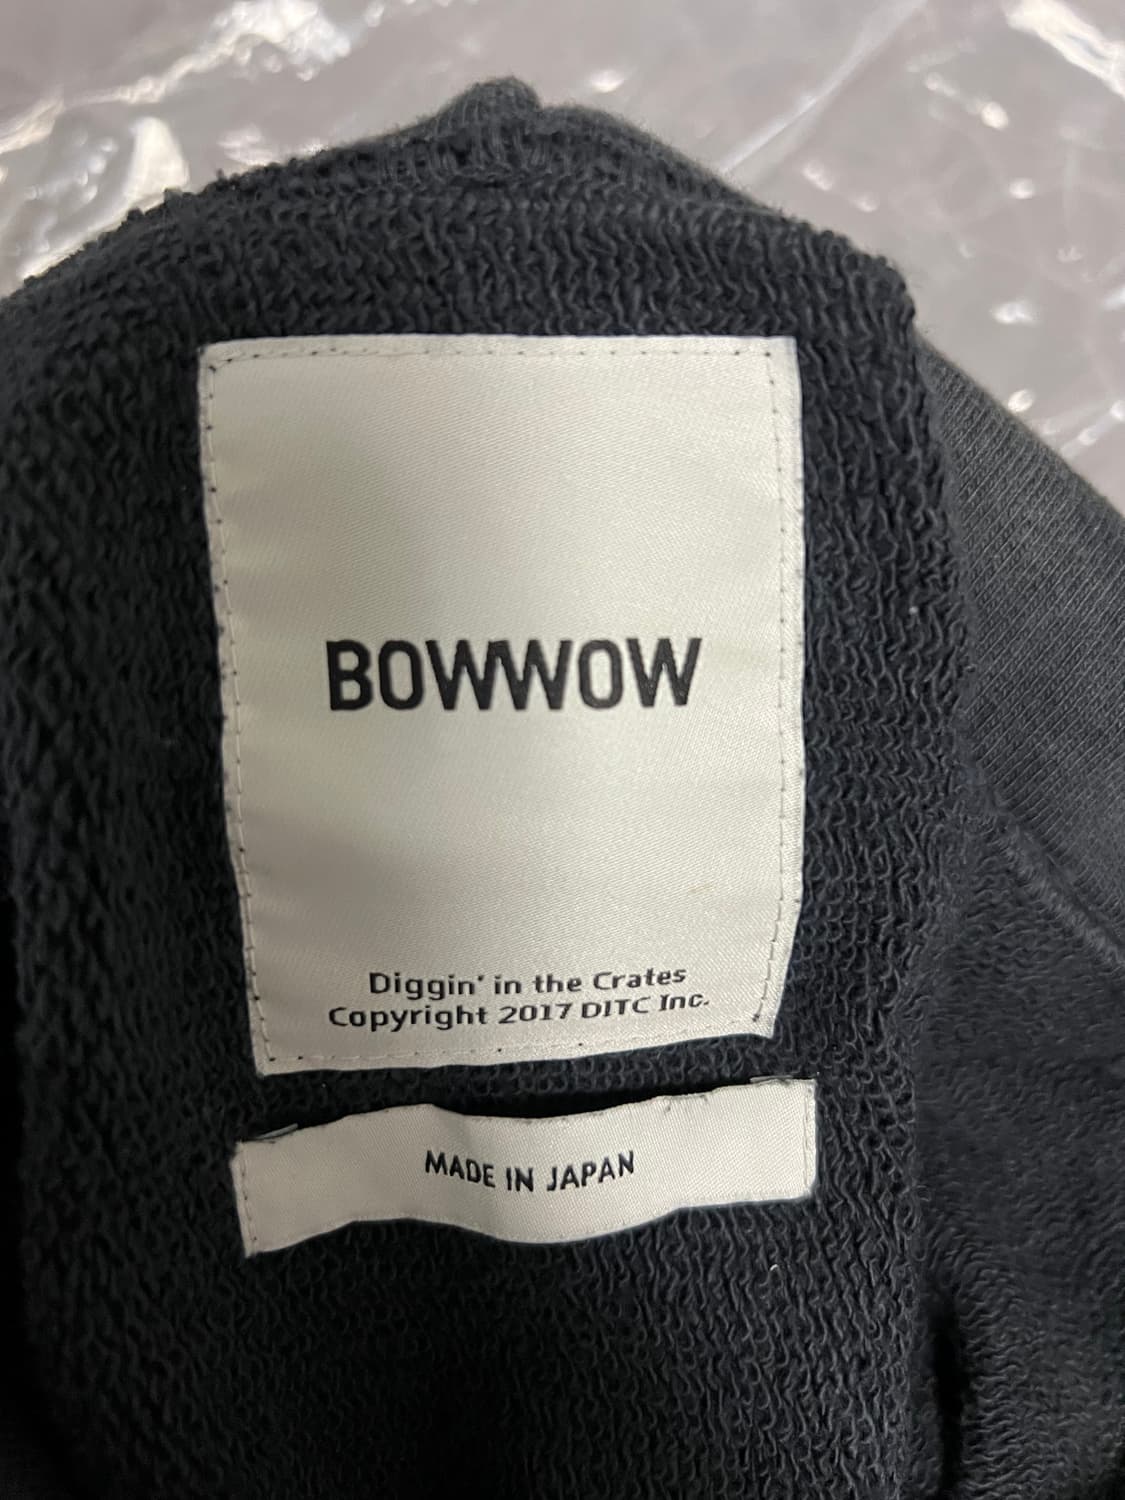 BOWWOW
Diggin' in the Crates
Copyright 2017 DITC Inc.
MADE IN JAPAN